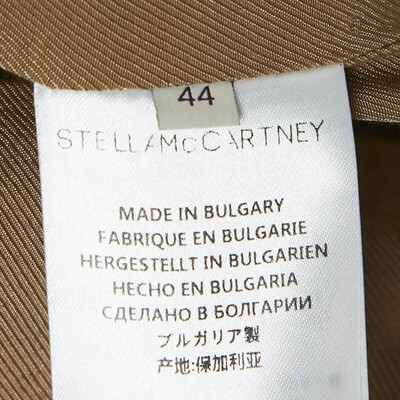 44
STELLAMcCARTNEY
MADE IN BULGARY
FABRIQUE EN BULGARIE
HERGESTELLT IN BULGARIEN
HECHO EN BULGARIA
СДЕЛАНО В БОЛГАРИИ
ブルガリア製
产地:保加利亚